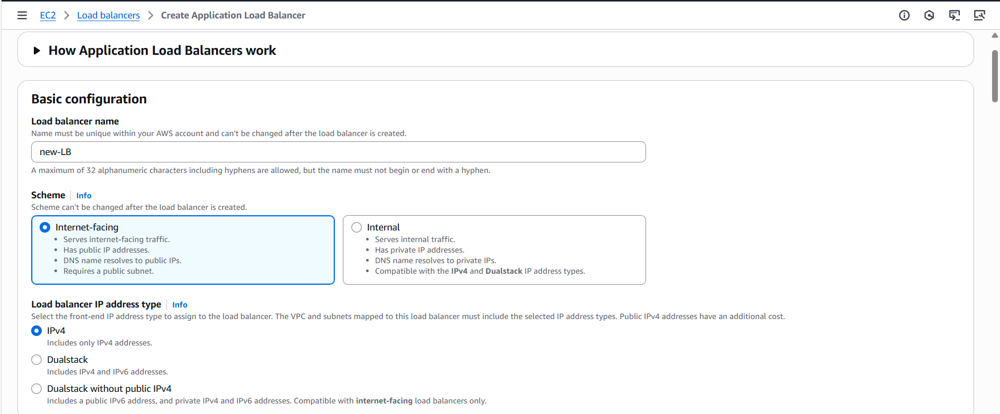 EC2 > Load balancers > Create Application Load Balancer
How Application Load Balancers work
Basic configuration
Load balancer name
Name must be unique within your AWS account and can't be changed after the load balancer is created.
new-LB
A maximum of 32 alphanumeric characters including hyphens are allowed, but the name must not begin or end with a hyphen.
Scheme | Info
Scheme can't be changed after the load balancer is created.
Internet-facing
• Serves internet-facing traffic.
• Has public IP addresses.
• DNS name resolves to public IPs.
• Requires a public subnet.
Internal
• Serves internal traffic.
• Has private IP addresses.
• DNS name resolves to private IPs.
• Compatible with the IPv4 and Dualstack IP address types.
Load balancer IP address type | Info
Select the front-end IP address type to assign to the load balancer. The VPC and subnets mapped to this load balancer must include the selected IP address types. Public IPv4 addresses have an additional cost.
IPv4
Includes only IPv4 addresses.
Dualstack
Includes IPv4 and IPv6 addresses.
Dualstack without public IPv4
Includes a public IPv6 address, and private IPv4 and IPv6 addresses. Compatible with internet-facing load balancers only.